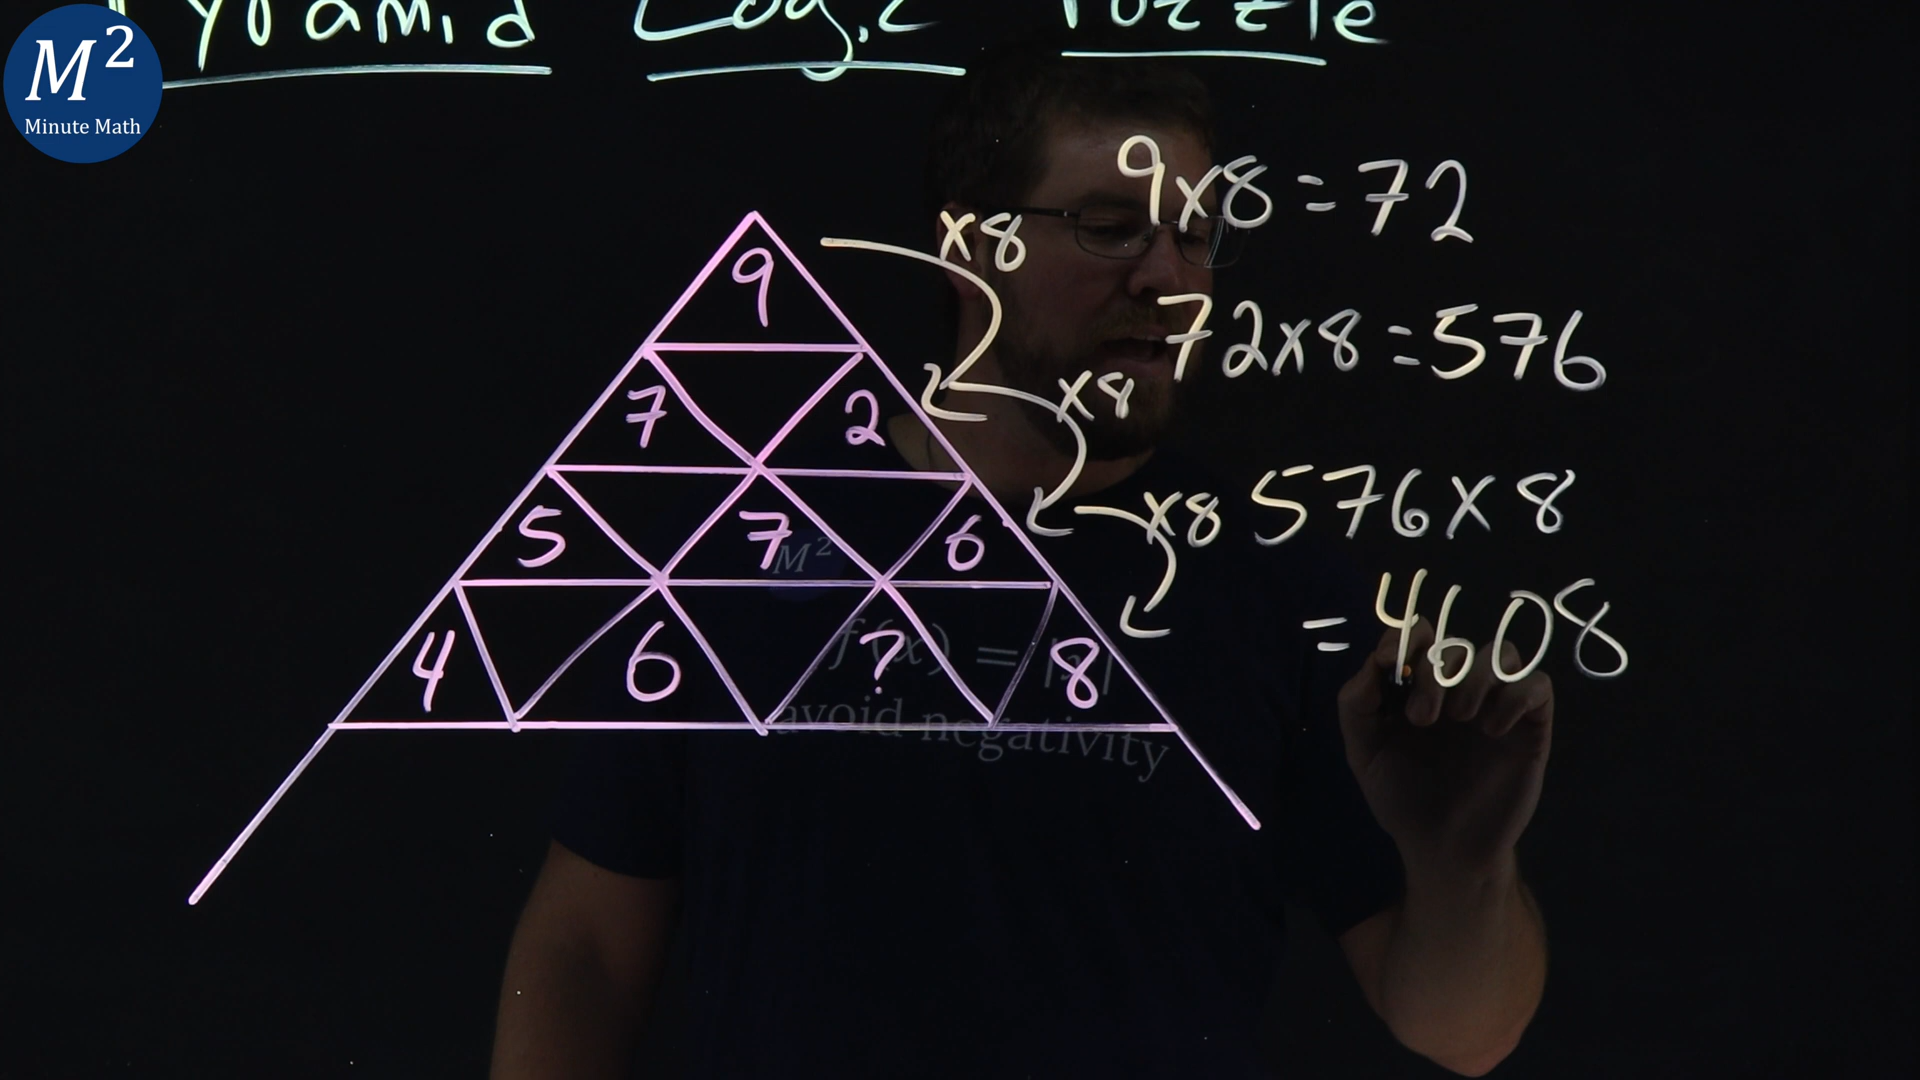 Pyramid Logic Puzzle
M²
Minute Math
9x8=72
9
x8
72x8=576
7 2
x8
5 7 6
x8
576x8
M²
=4608
4 6 ? 8
f(x) = |x|
avoid negativity